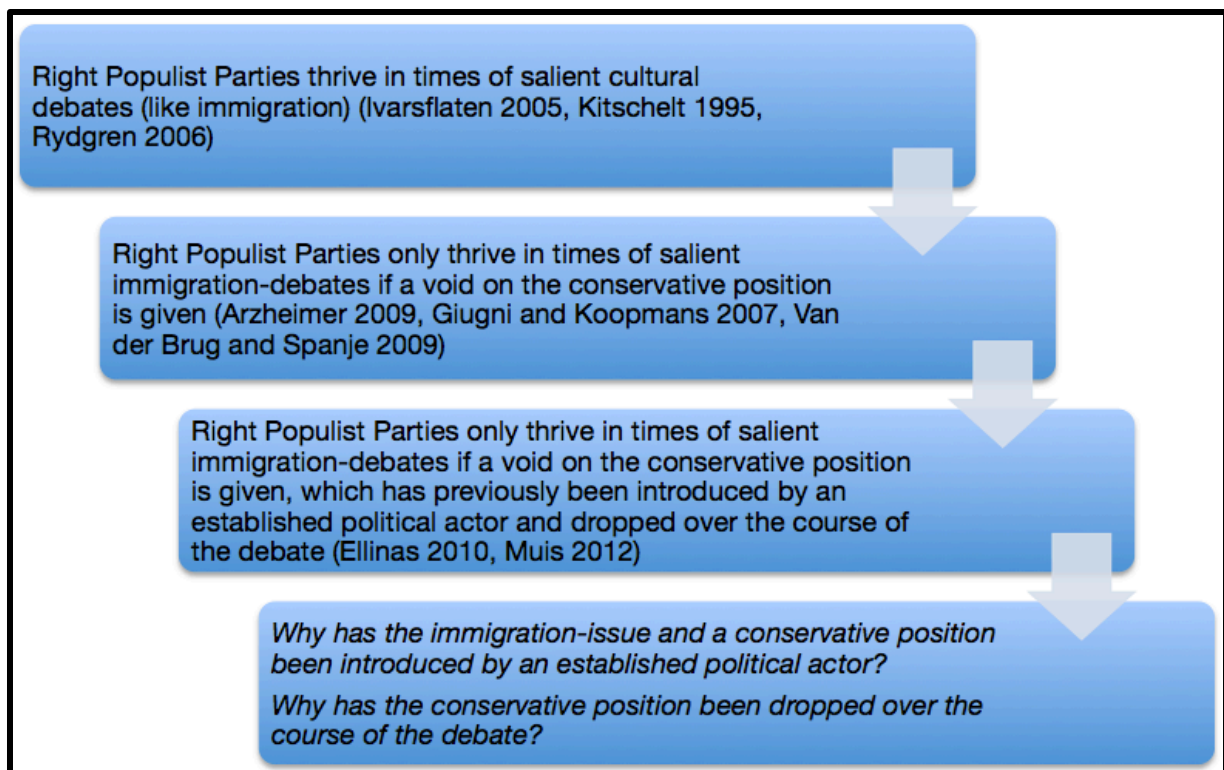 Right Populist Parties thrive in times of salient cultural
debates (like immigration) (Ivarsflaten 2005, Kitschelt 1995,
Rydgren 2006)
Right Populist Parties only thrive in times of salient
immigration-debates if a void on the conservative position
is given (Arzheimer 2009, Giugni and Koopmans 2007, Van
der Brug and Spanje 2009)
Right Populist Parties only thrive in times of salient
immigration-debates if a void on the conservative position
is given, which has previously been introduced by an
established political actor and dropped over the course of
the debate (Ellinas 2010, Muis 2012)
Why has the immigration-issue and a conservative position
been introduced by an established political actor?
Why has the conservative position been dropped over the
course of the debate?